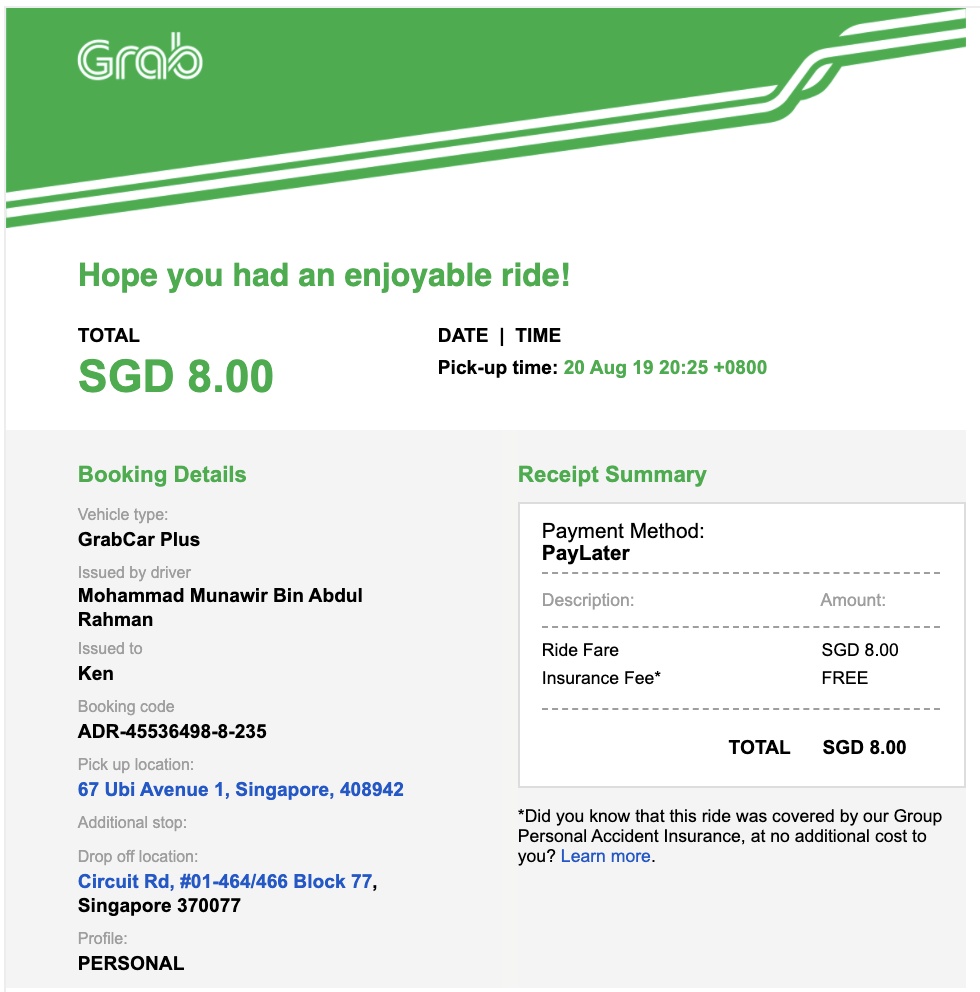 Grab
Hope you had an enjoyable ride!
TOTAL
SGD 8.00
DATE | TIME
Pick-up time: 20 Aug 19 20:25 +0800
Booking Details
Vehicle type:
GrabCar Plus
Issued by driver
Mohammad Munawir Bin Abdul
Rahman
Issued to
Ken
Booking code
ADR-45536498-8-235
Pick up location:
67 Ubi Avenue 1, Singapore, 408942
Additional stop:
Drop off location:
Circuit Rd, #01-464/466 Block 77,
Singapore 370077
Profile:
PERSONAL
Receipt Summary
Payment Method:
PayLater
Description: Amount:
Ride Fare SGD 8.00
Insurance Fee* FREE
TOTAL SGD 8.00
*Did you know that this ride was covered by our Group
Personal Accident Insurance, at no additional cost to
you? Learn more.